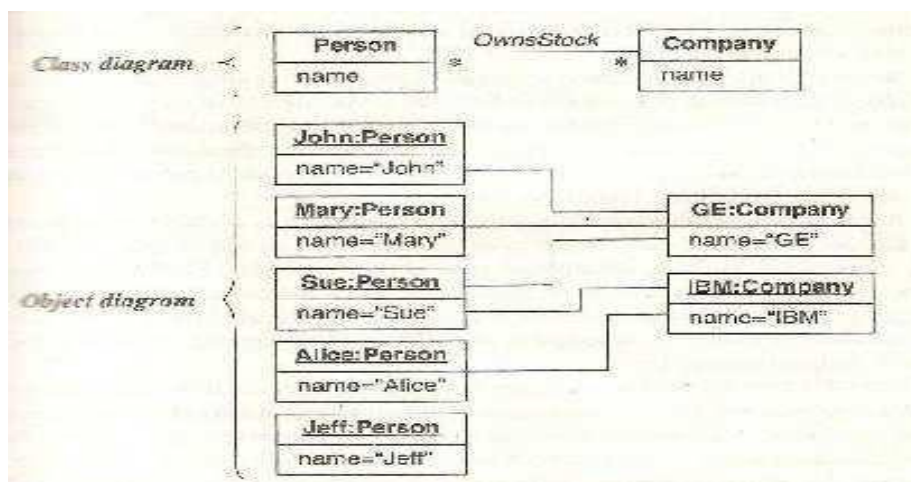 Class diagram
Person
name
*
OwnsStock
*
Company
name
Object diagram
John:Person
name="John"
Mary:Person
name="Mary"
Sue:Person
name="Sue"
Alice:Person
name="Alice"
Jeff:Person
name="Jeff"
GE:Company
name="GE"
IBM:Company
name="IBM"